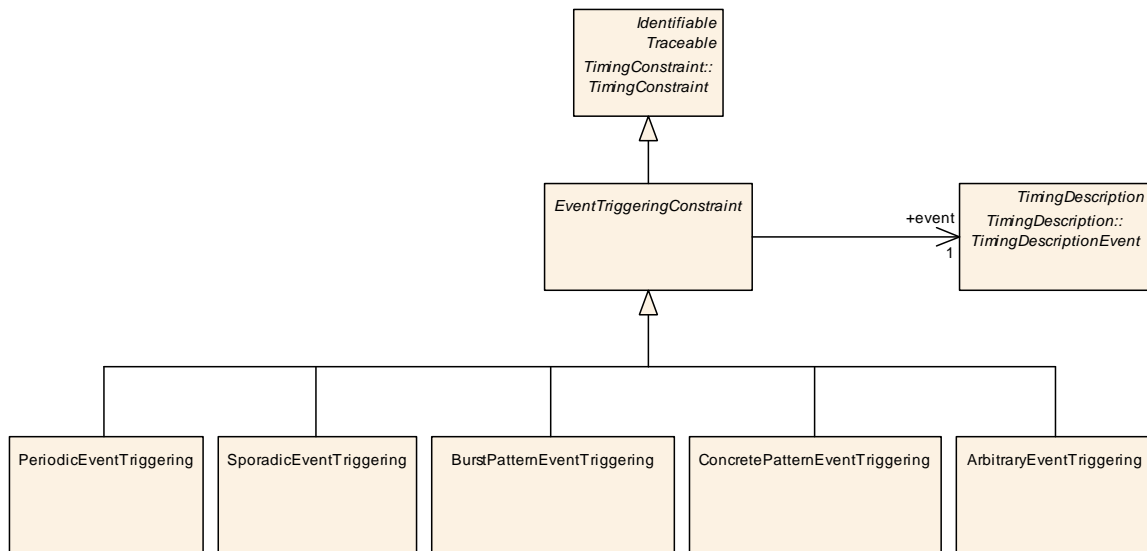 Identifiable
Traceable
TimingConstraint::
TimingConstraint
EventTriggeringConstraint
+event
1
TimingDescription
TimingDescription::
TimingDescriptionEvent
PeriodicEventTriggering
SporadicEventTriggering
BurstPatternEventTriggering
ConcretePatternEventTriggering
ArbitraryEventTriggering